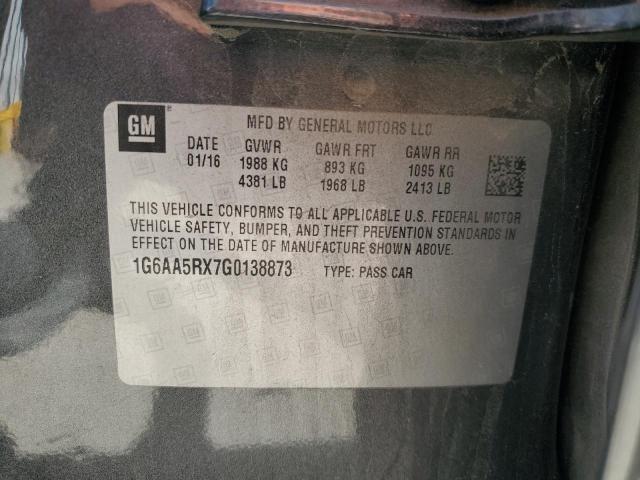 GM ®
MFD BY GENERAL MOTORS LLC
DATE GVWR GAWR FRT GAWR RR
01/16 1988 KG 893 KG 1095 KG
4381 LB 1968 LB 2413 LB
THIS VEHICLE CONFORMS TO ALL APPLICABLE U.S. FEDERAL MOTOR
VEHICLE SAFETY, BUMPER, AND THEFT PREVENTION STANDARDS IN
EFFECT ON THE DATE OF MANUFACTURE SHOWN ABOVE.
1G6AA5RX7G0138873 TYPE: PASS CAR